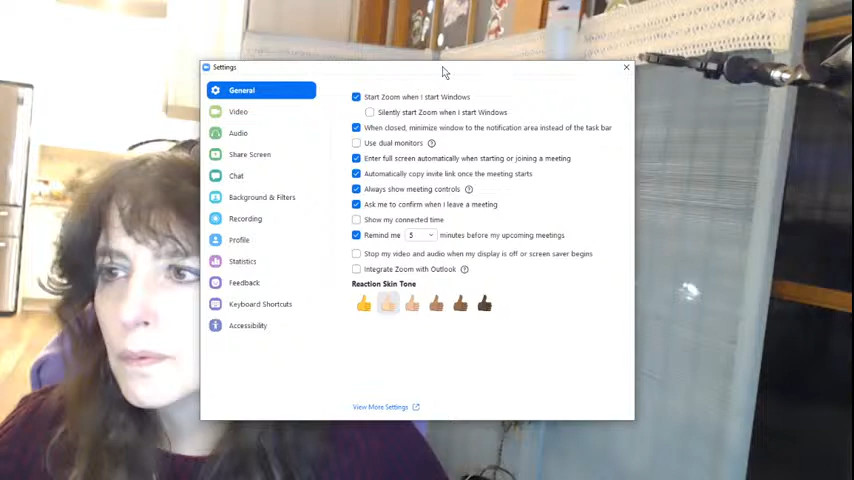 Settings
General
Video
Audio
Share Screen
Chat
Background & Filters
Recording
Profile
Statistics
Feedback
Keyboard Shortcuts
Accessibility
Start Zoom when I start Windows
Silently start Zoom when I start Windows
When closed, minimize window to the notification area instead of the task bar
Use dual monitors ?
Enter full screen automatically when starting or joining a meeting
Automatically copy invite link once the meeting starts
Always show meeting controls ?
Ask me to confirm when I leave a meeting
Show my connected time
Remind me 5 minutes before my upcoming meetings
Stop my video and audio when my display is off or screen saver begins
Integrate Zoom with Outlook ?
Reaction Skin Tone
View More Settings